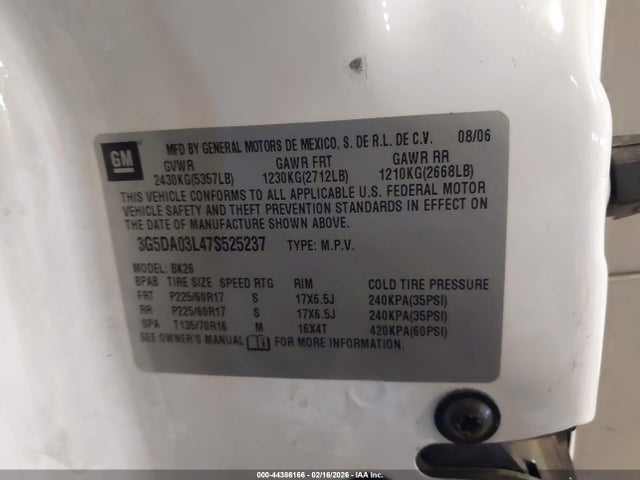 GM
MFD BY GENERAL MOTORS DE MEXICO, S. DE R.L. DE C.V. 08/06
GVWR GAWR FRT GAWR RR
2430KG(5357LB) 1230KG(2712LB) 1210KG(2668LB)
THIS VEHICLE CONFORMS TO ALL APPLICABLE U.S. FEDERAL MOTOR
VEHICLE SAFETY AND THEFT PREVENTION STANDARDS IN EFFECT ON
THE DATE OF MANUFACTURE SHOWN ABOVE.
3G5DA03L47S525237 TYPE: M.P.V.
MODEL: BK26
BPAB TIRE SIZE SPEED RTG RIM COLD TIRE PRESSURE
FRT P225/60R17 S 17X6.5J 240KPA(35PSI)
RR P225/60R17 S 17X6.5J 240KPA(35PSI)
SPA T135/70R16 M 16X4T 420KPA(60PSI)
SEE OWNER'S MANUAL FOR MORE INFORMATION.
000-44386166 - 02/16/2026 - IAA Inc.